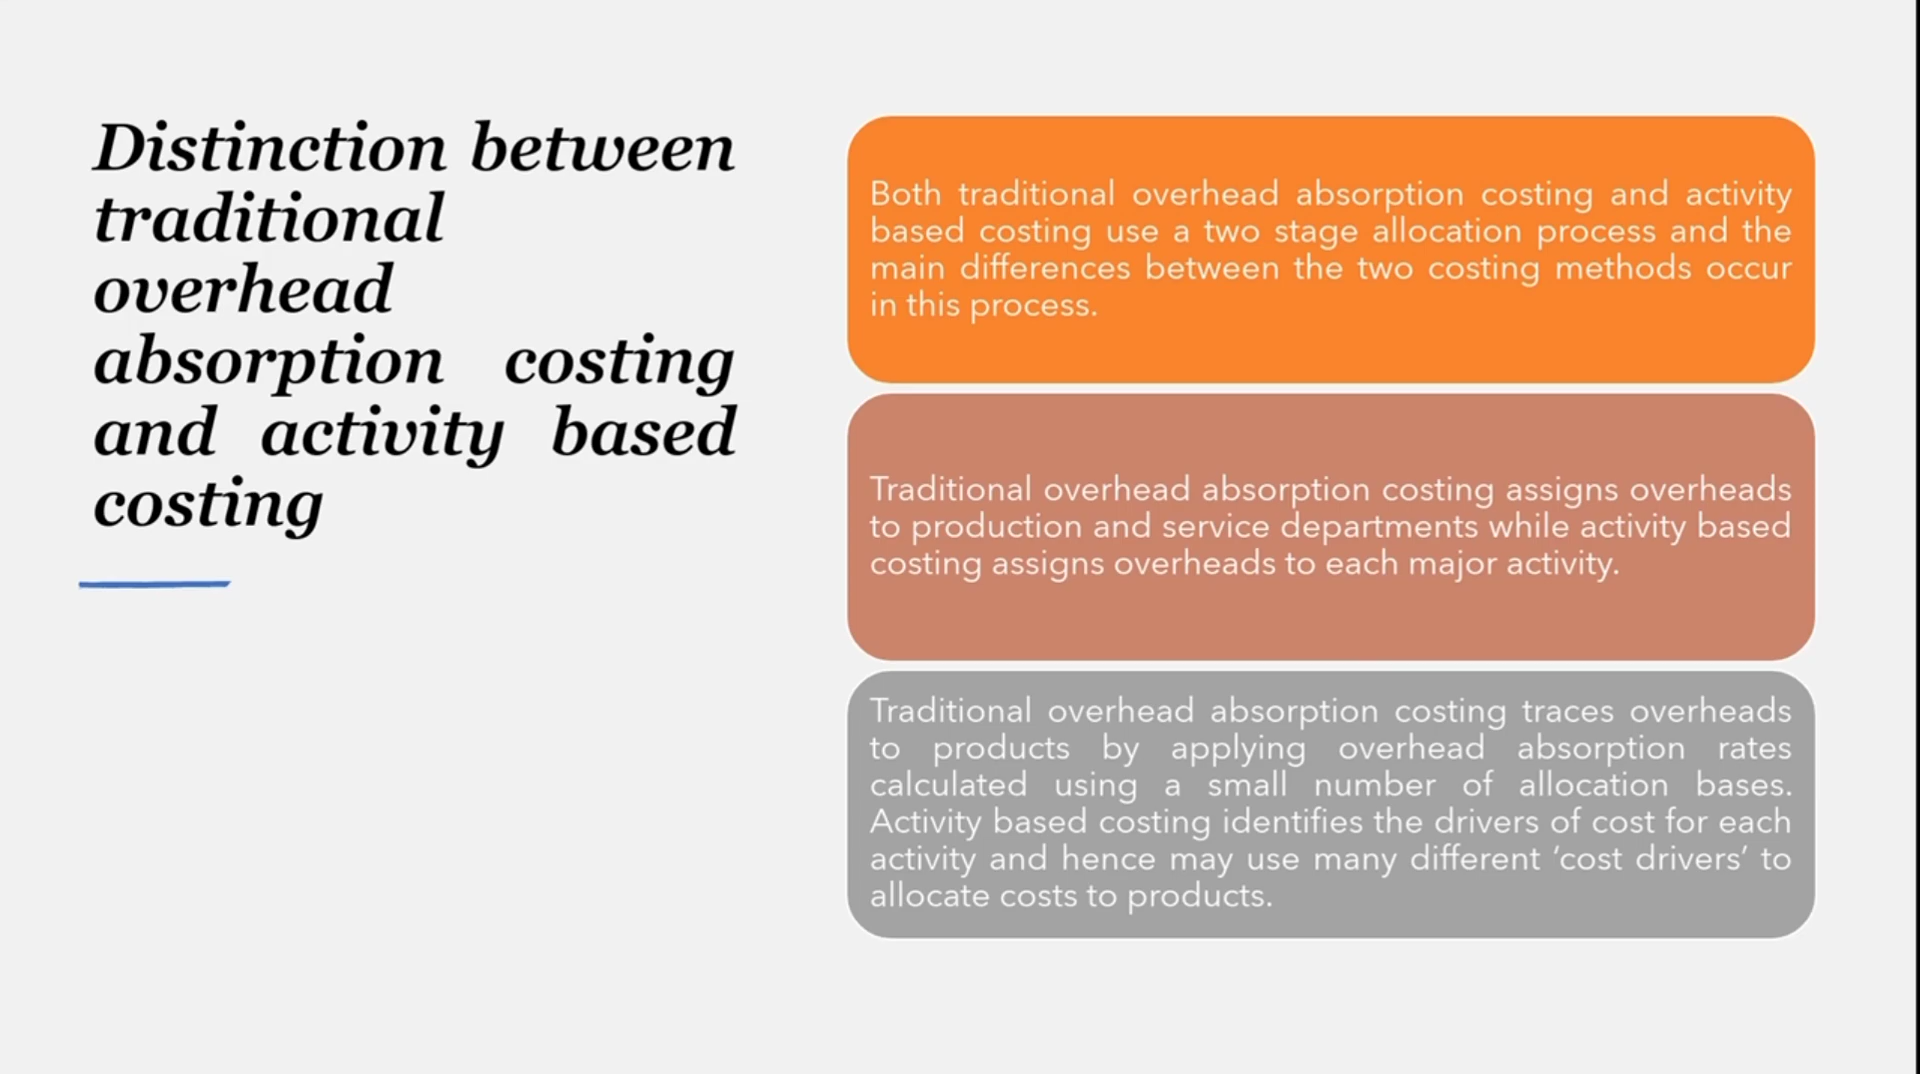 Distinction between
traditional
overhead
absorption costing
and activity based
costing
Both traditional overhead absorption costing and activity
based costing use a two stage allocation process and the
main differences between the two costing methods occur
in this process.
Traditional overhead absorption costing assigns overheads
to production and service departments while activity based
costing assigns overheads to each major activity.
Traditional overhead absorption costing traces overheads
to products by applying overhead absorption rates
calculated using a small number of allocation bases.
Activity based costing identifies the drivers of cost for each
activity and hence may use many different ‘cost drivers’ to
allocate costs to products.